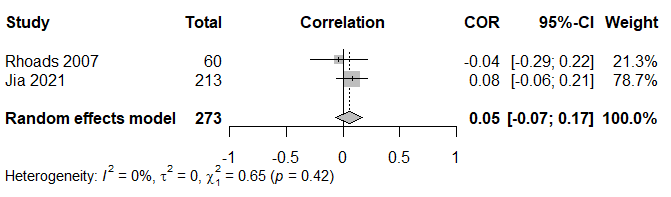 Study Total Correlation COR 95%-CI Weight
Rhoads 2007 60 -0.04 [-0.29; 0.22] 21.3%
Jia 2021 213 0.08 [-0.06; 0.21] 78.7%
Random effects model 273 0.05 [-0.07; 0.17] 100.0%
-1 -0.5 0 0.5 1
Heterogeneity: I² = 0%, τ² = 0, χ²₁ = 0.65 (p = 0.42)